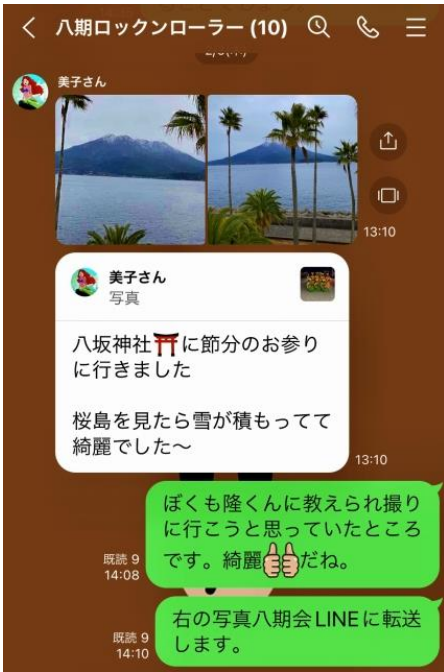 八期ロックンローラー (10)
美子さん
13:10
美子さん
写真
八坂神社⛩に節分のお参り
に行きました
桜島を見たら雪が積もってて
綺麗でした〜
13:10
ぼくも隆くんに教えられ撮り
に行こうと思っていたところ
です。綺麗👍👍だね。
既読 9
14:08
右の写真八期会LINEに転送
します。
既読 9
14:10